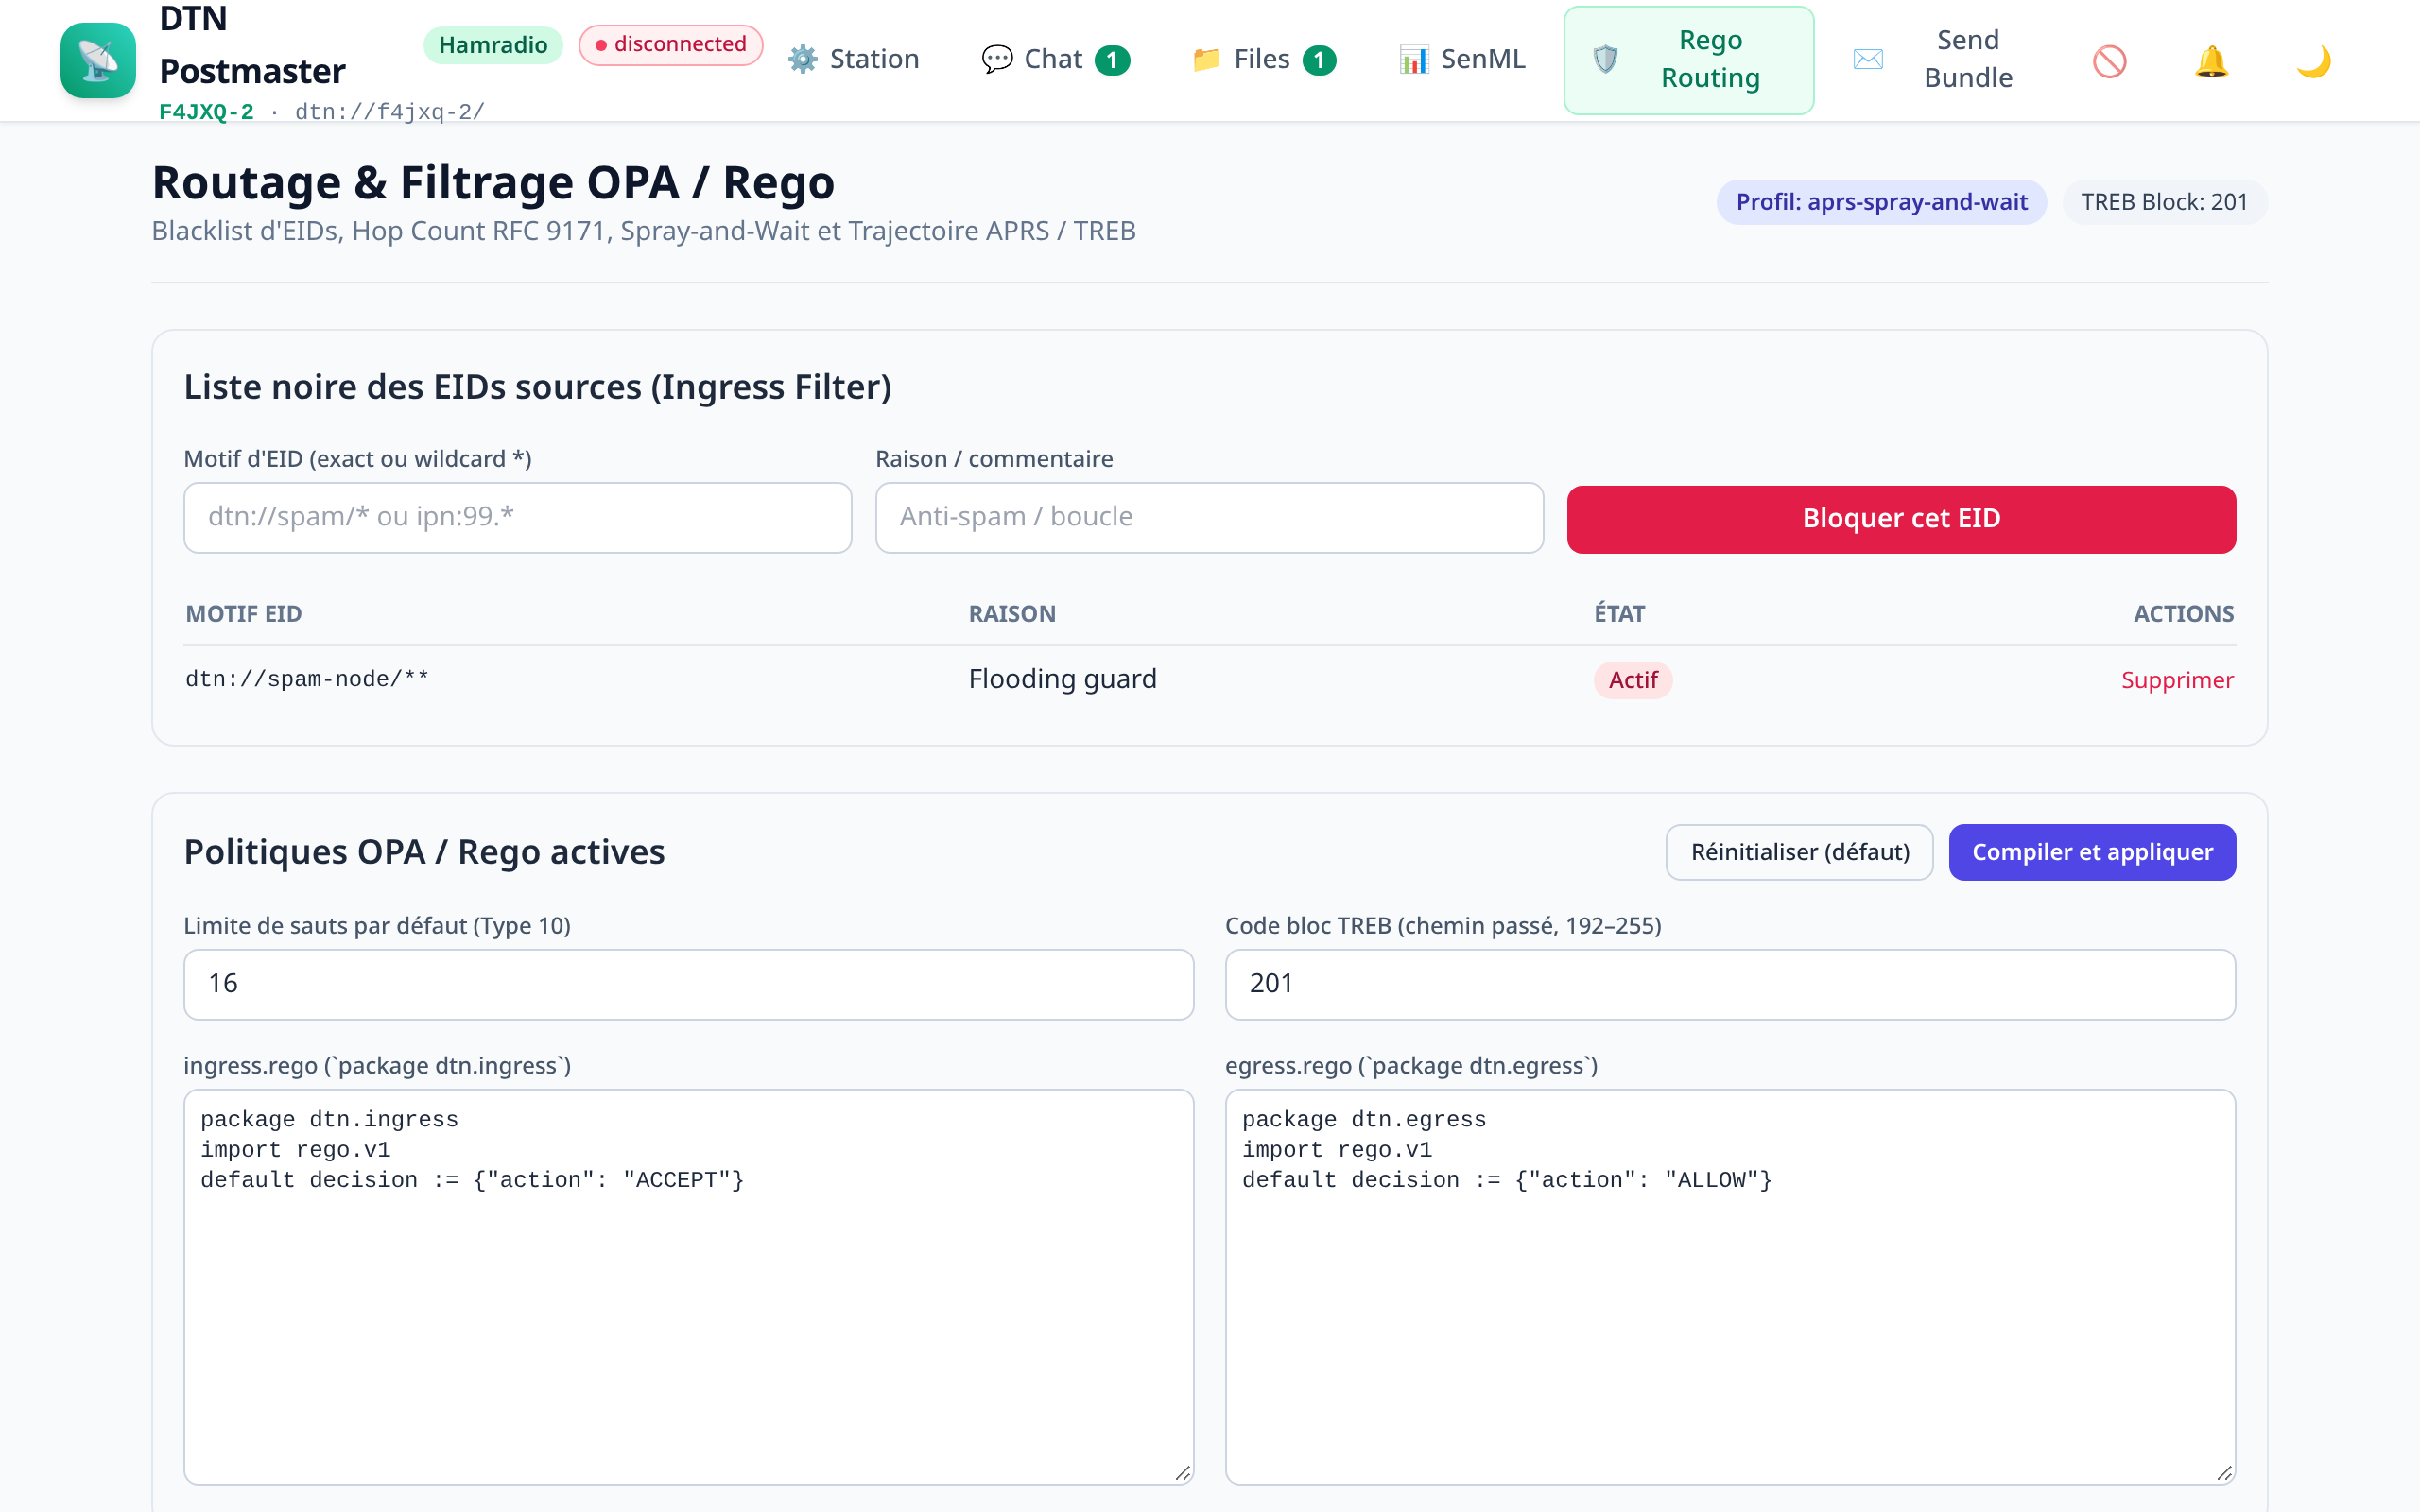 DTN
Postmaster
Hamradio
disconnected
F4JXQ-2 · dtn://f4jxq-2/
Station
Chat 1
Files 1
SenML
Rego
Routing
Send
Bundle
Routage & Filtrage OPA / Rego
Blacklist d'EIDs, Hop Count RFC 9171, Spray-and-Wait et Trajectoire APRS / TREB
Profil: aprs-spray-and-wait
TREB Block: 201
Liste noire des EIDs sources (Ingress Filter)
Motif d'EID (exact ou wildcard *)
Raison / commentaire
dtn://spam/* ou ipn:99.*
Anti-spam / boucle
Bloquer cet EID
MOTIF EID RAISON ÉTAT ACTIONS
dtn://spam-node/** Flooding guard Actif Supprimer
Politiques OPA / Rego actives
Réinitialiser (défaut)
Compiler et appliquer
Limite de sauts par défaut (Type 10)
16
Code bloc TREB (chemin passé, 192–255)
201
ingress.rego (`package dtn.ingress`)
package dtn.ingress
import rego.v1
default decision := {"action": "ACCEPT"}
egress.rego (`package dtn.egress`)
package dtn.egress
import rego.v1
default decision := {"action": "ALLOW"}